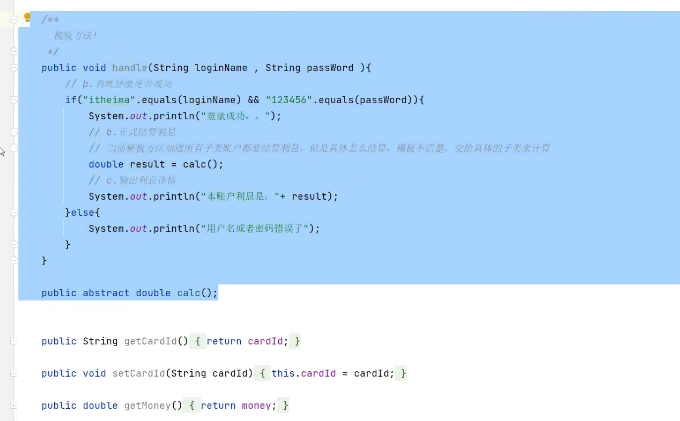 /**
模板方法!
*/
public void handle(String loginName , String passWord ){
// b.判断登录是否成功
if("itheima".equals(loginName) && "123456".equals(passWord)){
System.out.println("登录成功。。");
// b.正式结算利息
// 当前模板方法知道所有子类账户都要结算利息,但是具体怎么结算,模板不清楚,交给具体的子类来计算
double result = calc();
// c.输出利息详情
System.out.println("本账户利息是:"+ result);
}else{
System.out.println("用户名或者密码错误了");
}
}
public abstract double calc();
public String getCardId() { return cardId; }
public void setCardId(String cardId) { this.cardId = cardId; }
public double getMoney() { return money; }